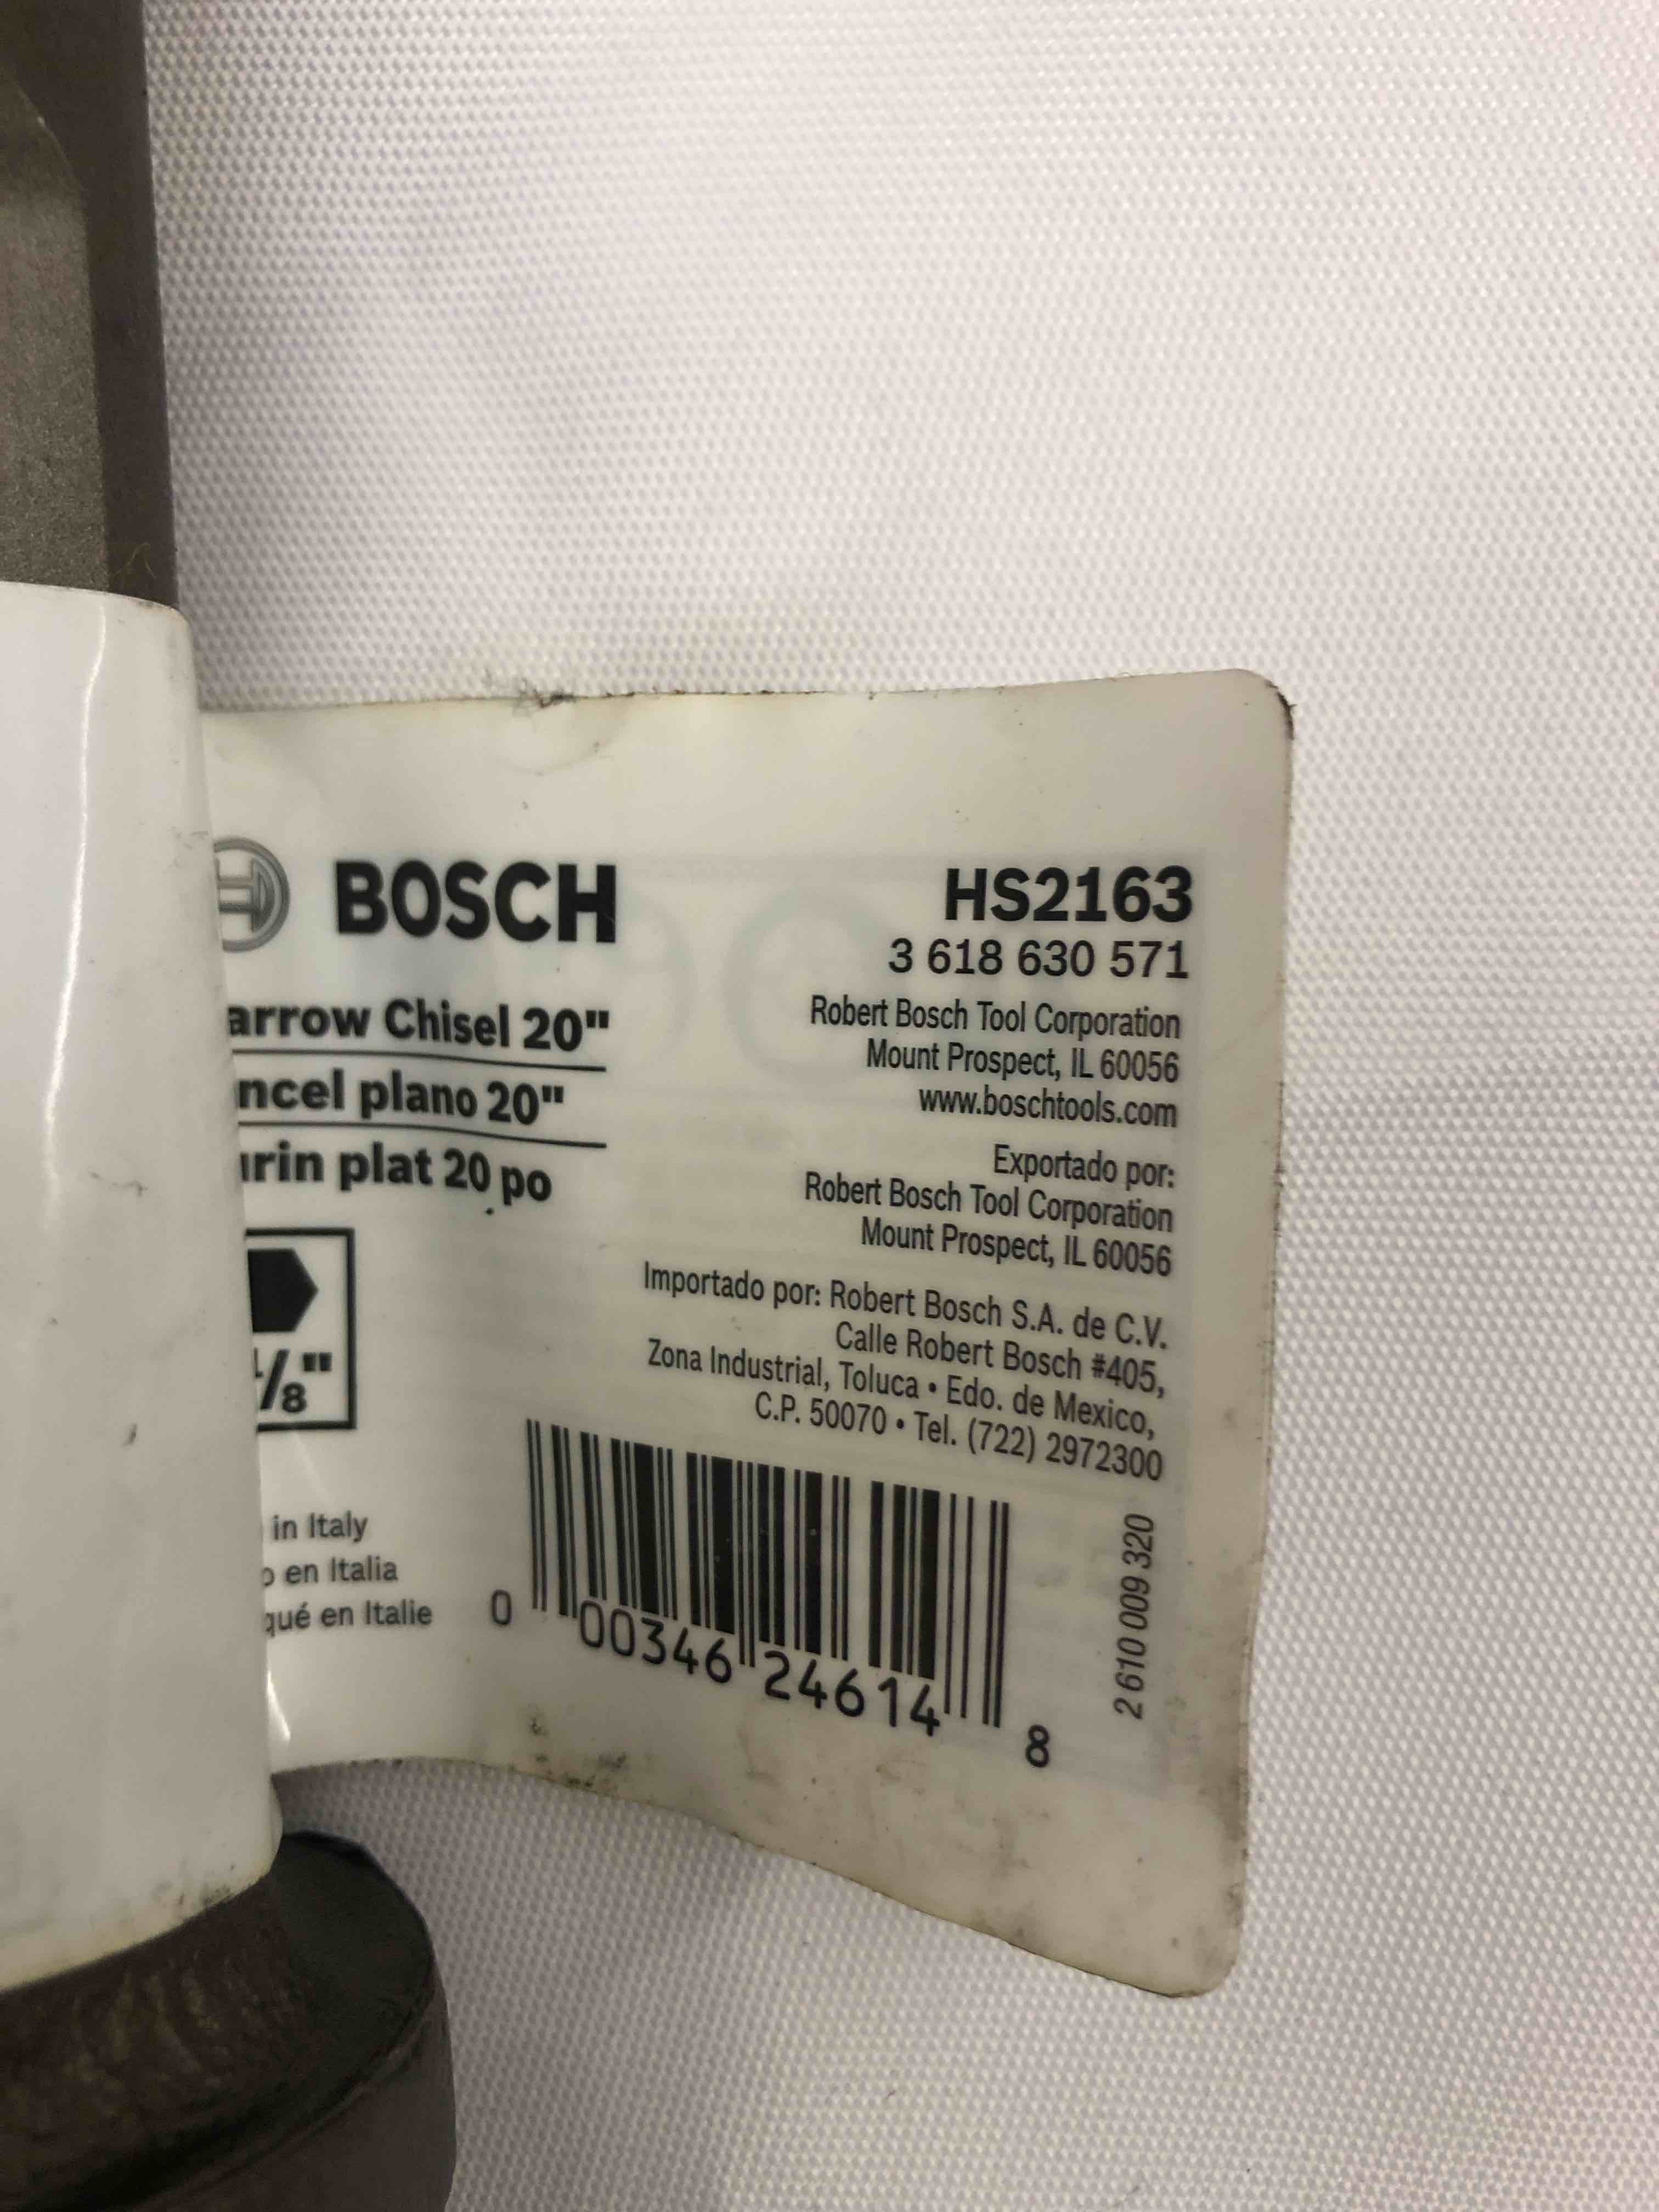 BOSCH
arrow Chisel 20"
ncel plano 20"
rin plat 20 po
/8"
in Italy
o en Italia
qué en Italie
HS2163
3 618 630 571
Robert Bosch Tool Corporation
Mount Prospect, IL 60056
www.boschtools.com
Exportado por:
Robert Bosch Tool Corporation
Mount Prospect, IL 60056
Importado por: Robert Bosch S.A. de C.V.
Calle Robert Bosch #405,
Zona Industrial, Toluca • Edo. de Mexico,
C.P. 50070 • Tel. (722) 2972300
0 00346 24614 8
2 610 009 320